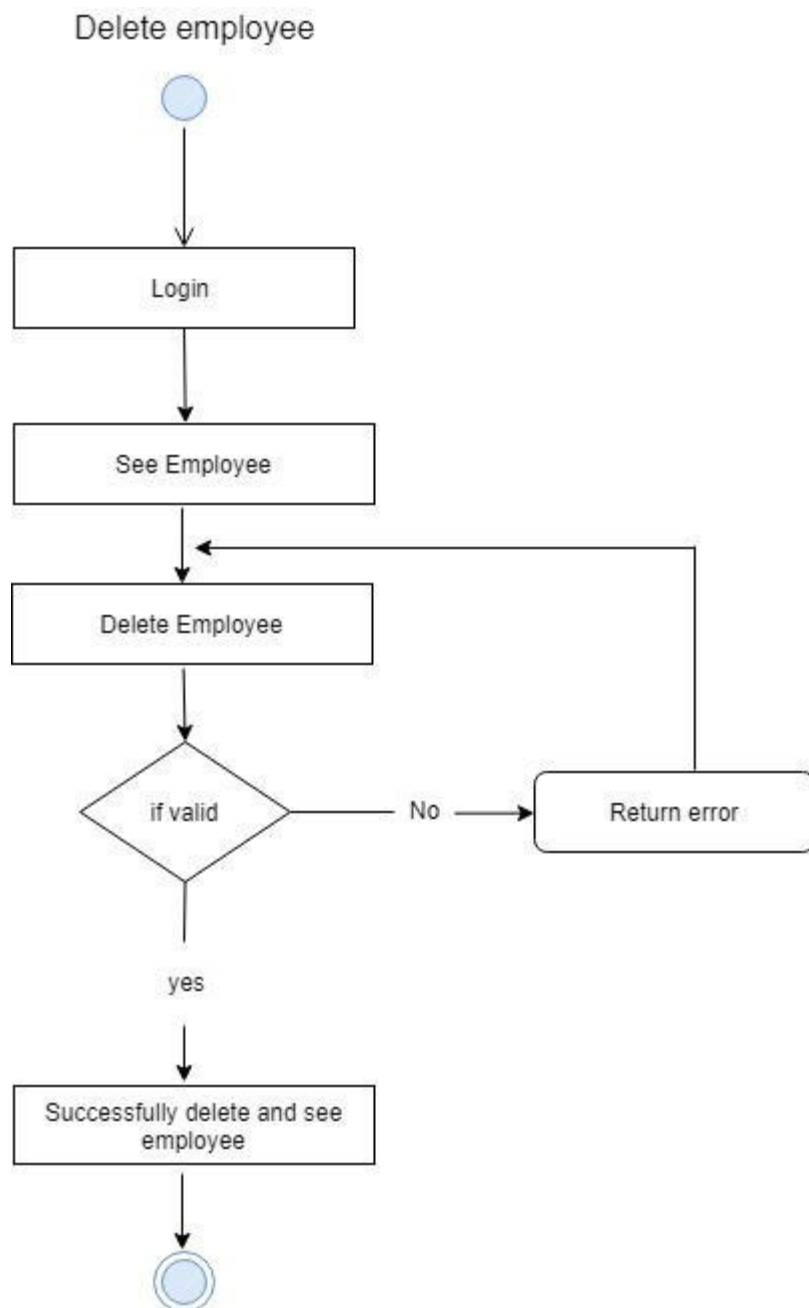 Delete employee
Login
See Employee
Delete Employee
if valid
No
Return error
yes
Successfully delete and see
employee